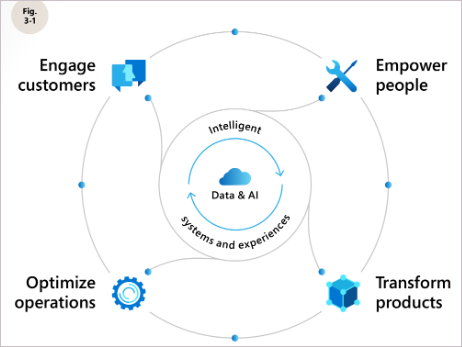 Fig.
3-1
Engage
customers
Empower
people
Intelligent
Data & AI
systems and experiences
Optimize
operations
Transform
products